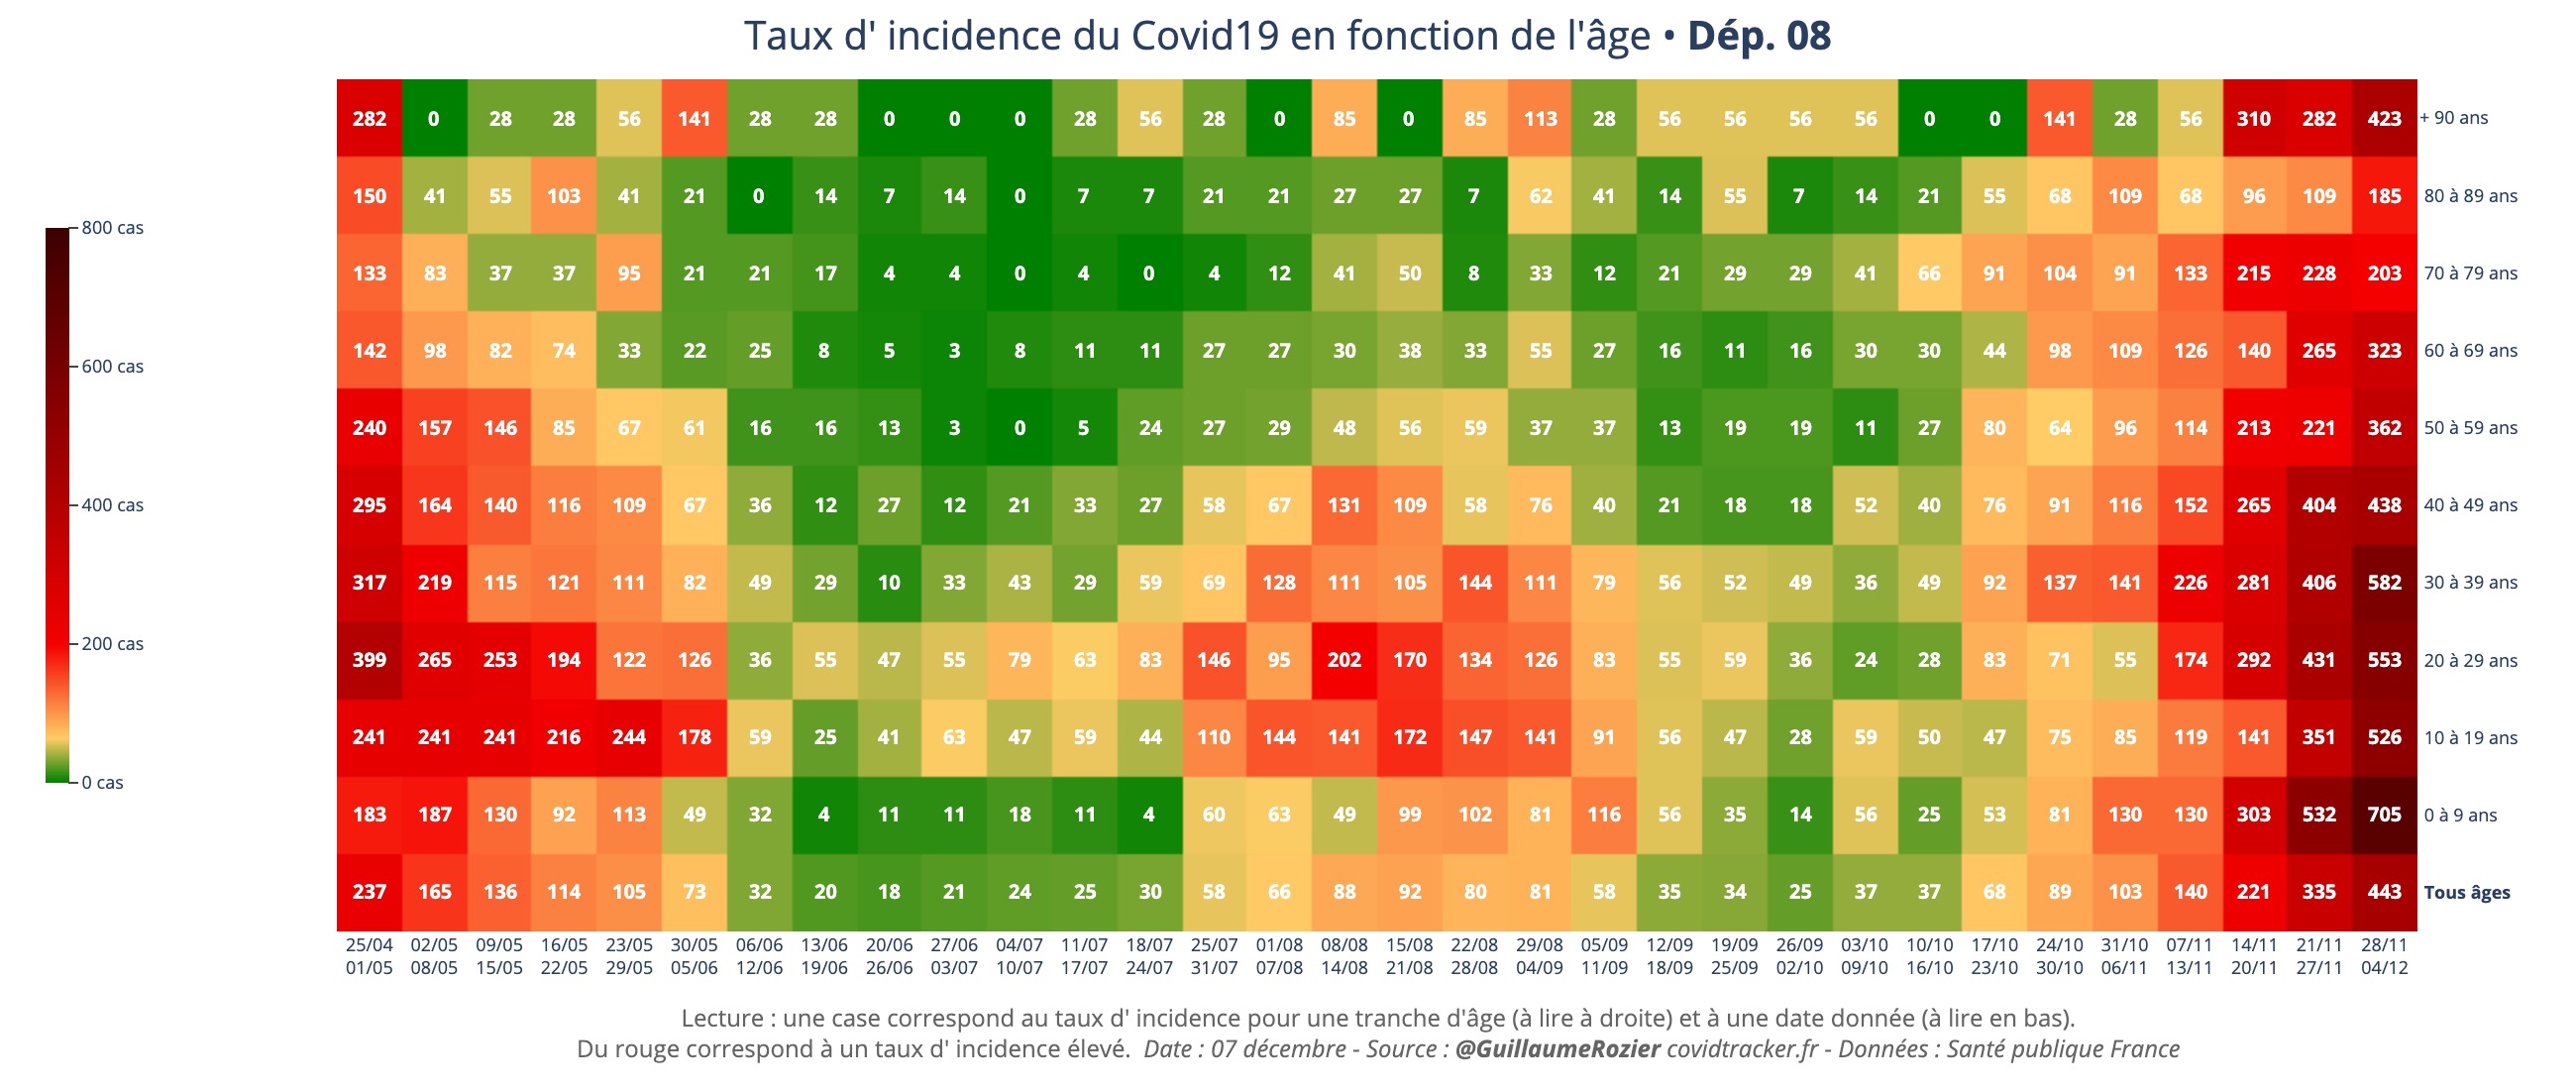 Taux d' incidence du Covid19 en fonction de l'âge • Dép. 08
282 0 28 28 56 141 28 28 0 0 0 28 56 28 0 85 0 85 113 28 56 56 56 56 0 0 141 28 56 310 282 423 + 90 ans
150 41 55 103 41 21 0 14 7 14 0 7 7 21 21 27 27 7 62 41 14 55 7 14 21 55 68 109 68 96 109 185 80 à 89 ans
800 cas
133 83 37 37 95 21 21 17 4 4 0 4 0 4 12 41 50 8 33 12 21 29 29 41 66 91 104 91 133 215 228 203 70 à 79 ans
142 98 82 74 33 22 25 8 5 3 8 11 11 27 27 30 38 33 55 27 16 11 16 30 30 44 98 109 126 140 265 323 60 à 69 ans
600 cas
240 157 146 85 67 61 16 16 13 3 0 5 24 27 29 48 56 59 37 37 13 19 19 11 27 80 64 96 114 213 221 362 50 à 59 ans
400 cas
295 164 140 116 109 67 36 12 27 12 21 33 27 58 67 131 109 58 76 40 21 18 18 52 40 76 91 116 152 265 404 438 40 à 49 ans
317 219 115 121 111 82 49 29 10 33 43 29 59 69 128 111 105 144 111 79 56 52 49 36 49 92 137 141 226 281 406 582 30 à 39 ans
200 cas
399 265 253 194 122 126 36 55 47 55 79 63 83 146 95 202 170 134 126 83 55 59 36 24 28 83 71 55 174 292 431 553 20 à 29 ans
241 241 241 216 244 178 59 25 41 63 47 59 44 110 144 141 172 147 141 91 56 47 28 59 50 47 75 85 119 141 351 526 10 à 19 ans
0 cas
183 187 130 92 113 49 32 4 11 11 18 11 4 60 63 49 99 102 81 116 56 35 14 56 25 53 81 130 130 303 532 705 0 à 9 ans
237 165 136 114 105 73 32 20 18 21 24 25 30 58 66 88 92 80 81 58 35 34 25 37 37 68 89 103 140 221 335 443 Tous âges
25/04 02/05 09/05 16/05 23/05 30/05 06/06 13/06 20/06 27/06 04/07 11/07 18/07 25/07 01/08 08/08 15/08 22/08 29/08 05/09 12/09 19/09 26/09 03/10 10/10 17/10 24/10 31/10 07/11 14/11 21/11 28/11
01/05 08/05 15/05 22/05 29/05 05/06 12/06 19/06 26/06 03/07 10/07 17/07 24/07 31/07 07/08 14/08 21/08 28/08 04/09 11/09 18/09 25/09 02/10 09/10 16/10 23/10 30/10 06/11 13/11 20/11 27/11 04/12
Lecture : une case correspond au taux d' incidence pour une tranche d'âge (à lire à droite) et à une date donnée (à lire en bas).
Du rouge correspond à un taux d' incidence élevé. Date : 07 décembre - Source : @GuillaumeRozier covidtracker.fr - Données : Santé publique France